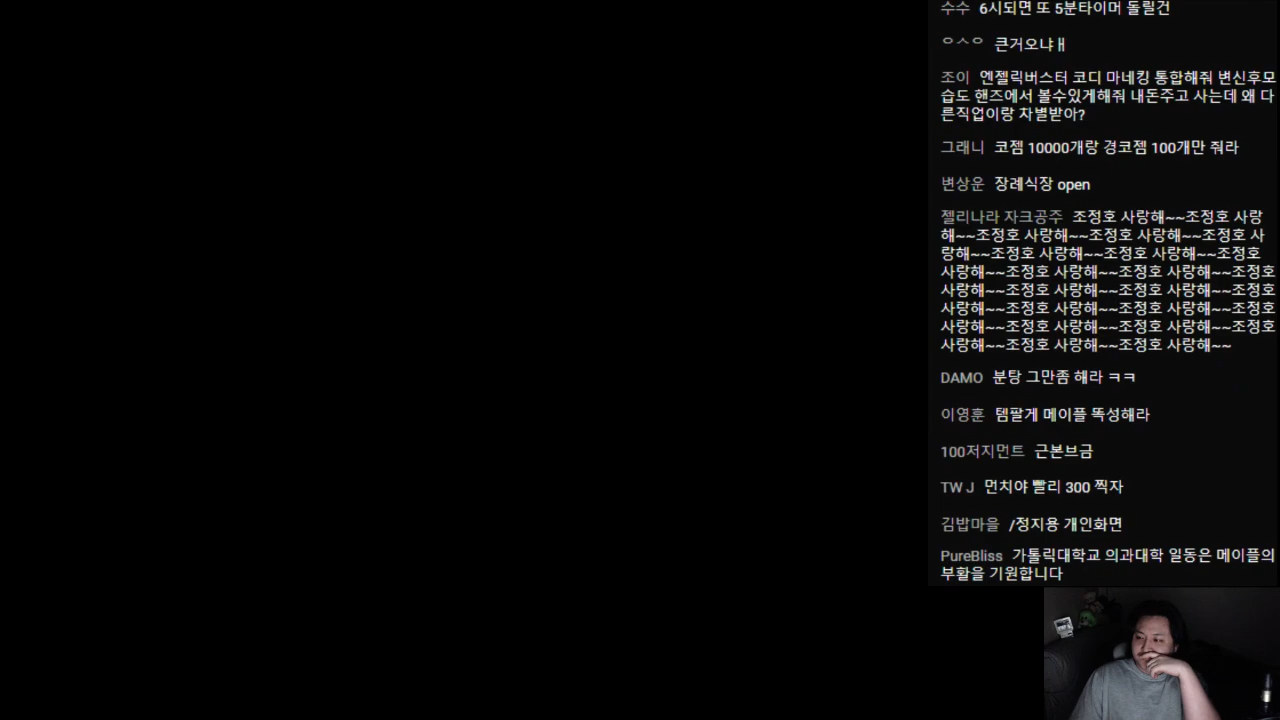 수수 6시되면 또 5분타이머 돌릴건
ㅇㅅㅇ 큰거오냐ㅐ
조이 엔젤릭버스터 코디 마네킹 통합해줘 변신후모
습도 핸즈에서 볼수있게해줘 내돈주고 사는데 왜 다
른직업이랑 차별받아?
그래니 코젬 10000개랑 경코젬 100개만 줘라
변상운 장례식장 open
젤리나라 자크공주 조정호 사랑해~~조정호 사랑
해~~조정호 사랑해~~조정호 사랑해~~조정호 사
랑해~~조정호 사랑해~~조정호 사랑해~~조정호
사랑해~~조정호 사랑해~~조정호 사랑해~~조정호
사랑해~~조정호 사랑해~~조정호 사랑해~~조정호
사랑해~~조정호 사랑해~~조정호 사랑해~~조정호
사랑해~~조정호 사랑해~~조정호 사랑해~~조정호
사랑해~~조정호 사랑해~~조정호 사랑해~~
DAMO 분탕 그만좀 해라 ㅋㅋ
이영훈 템팔게 메이플 똑성해라
100저지먼트 근본브금
TW J 먼치야 빨리 300 찍자
김밥마을 /정지용 개인화면
PureBliss 가톨릭대학교 의과대학 일동은 메이플의
부활을 기원합니다